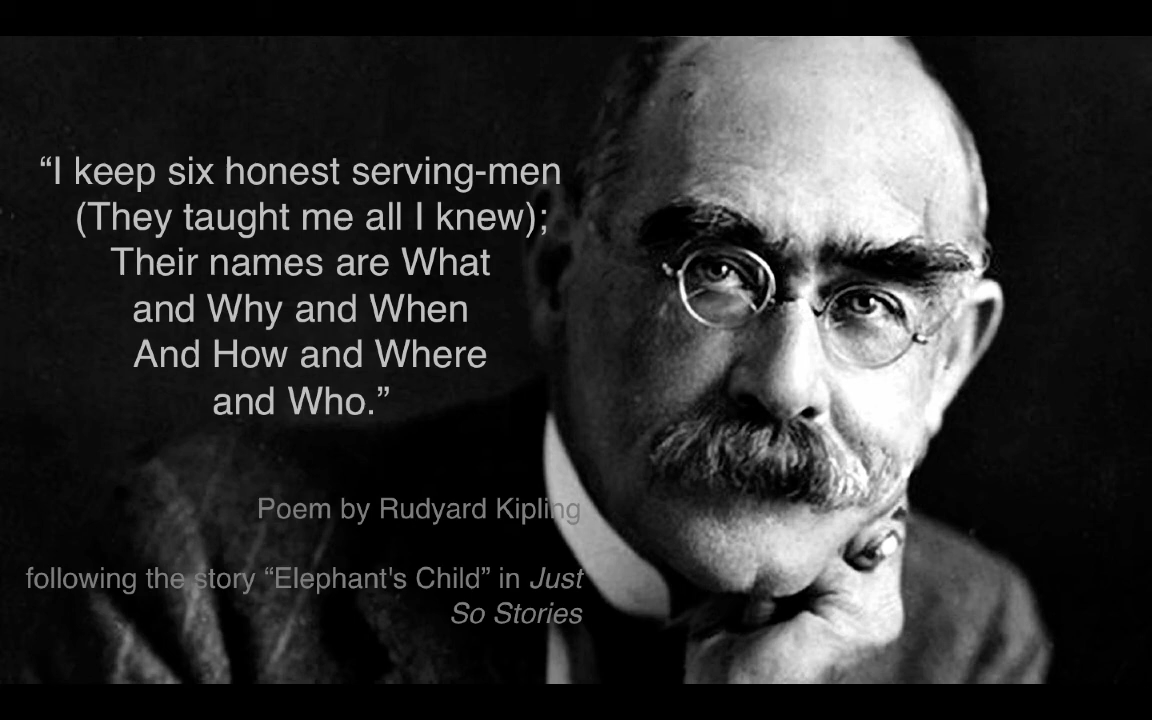 “I keep six honest serving-men
(They taught me all I knew);
Their names are What
and Why and When
And How and Where
and Who.”
Poem by Rudyard Kipling
following the story “Elephant's Child” in Just
So Stories